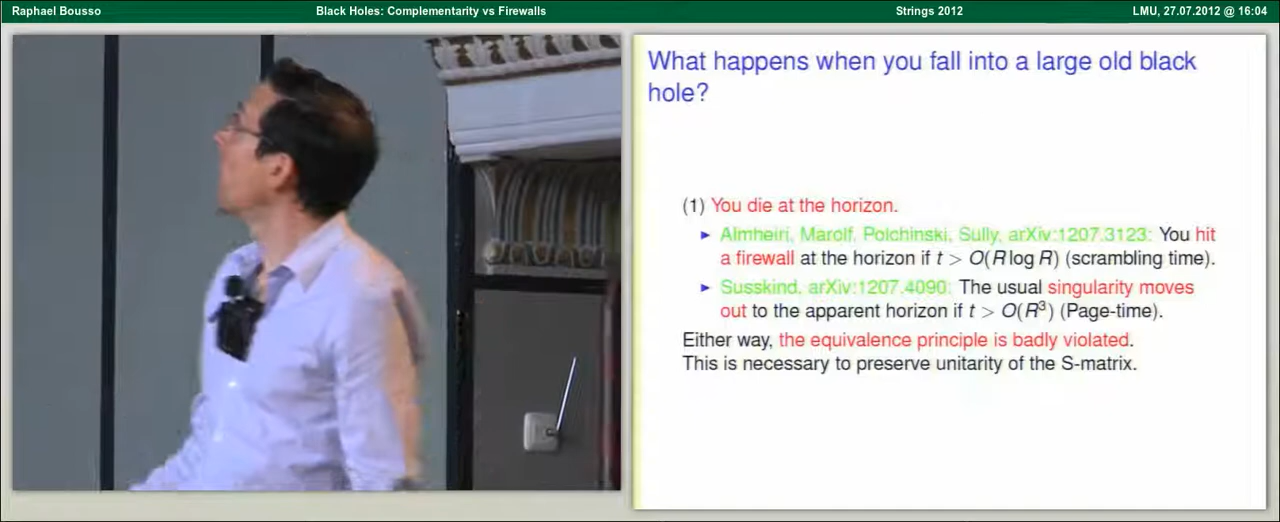 Raphael Bousso Black Holes: Complementarity vs Firewalls Strings 2012 LMU, 27.07.2012 @ 16:04
What happens when you fall into a large old black
hole?
(1) You die at the horizon.
► Almheiri, Marolf, Polchinski, Sully, arXiv:1207.3123: You hit
a firewall at the horizon if t > O(R log R) (scrambling time).
► Susskind, arXiv:1207.4090: The usual singularity moves
out to the apparent horizon if t > O(R³) (Page-time).
Either way, the equivalence principle is badly violated.
This is necessary to preserve unitarity of the S-matrix.